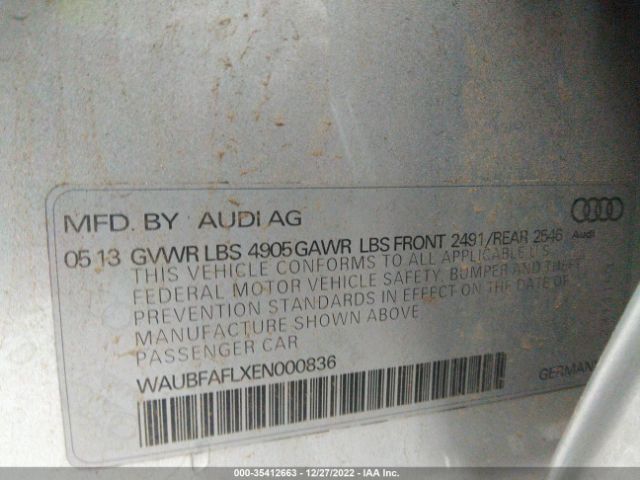 MFD. BY AUDI AG
05 13 GVWR LBS 4905 GAWR LBS FRONT 2491/REAR 2546
Audi
THIS VEHICLE CONFORMS TO ALL APPLICABLE U.S.
FEDERAL MOTOR VEHICLE SAFETY, BUMPER AND THEFT
PREVENTION STANDARDS IN EFFECT ON THE DATE OF
MANUFACTURE SHOWN ABOVE
PASSENGER CAR
WAUBFAFLXEN000836
GERMANY
000-35412663 - 12/27/2022 - IAA Inc.